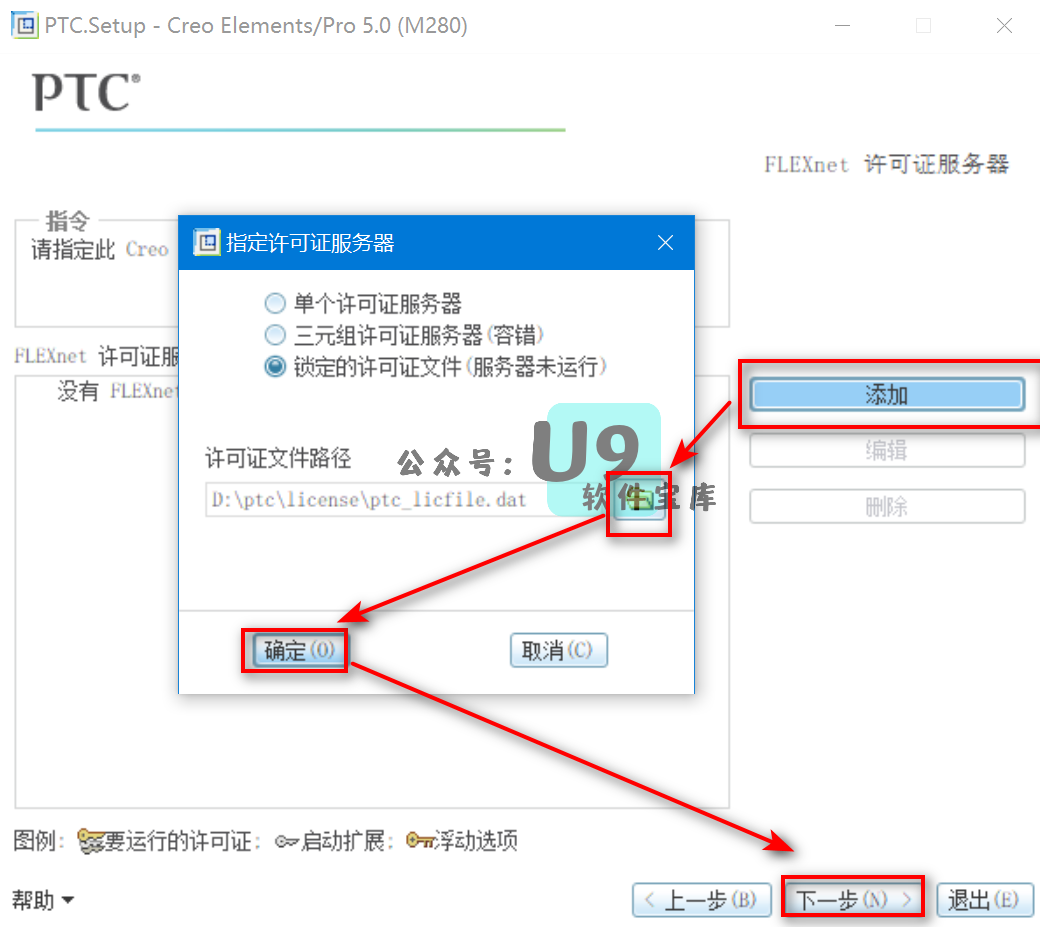 PTC.Setup - Creo Elements/Pro 5.0 (M280)
PTC®
FLEXnet 许可证服务器
指令
请指定此 Creo
指定许可证服务器
单个许可证服务器
三元组许可证服务器(容错)
锁定的许可证文件(服务器未运行)
FLEXnet 许可证服
没有 FLEXnet
添加
编辑
删除
许可证文件路径
公众号：U9
软件宝库
D:\ptc\license\ptc_licfile.dat
确定(O)
取消(C)
图例: 要运行的许可证: 启动扩展: 浮动选项
帮助
< 上一步(B)
下一步(N) >
退出(E)